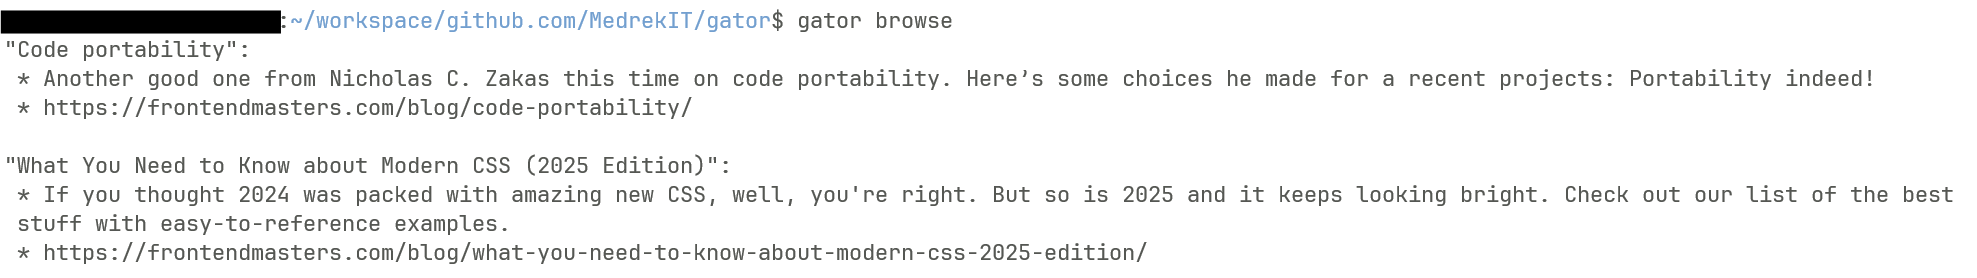 :~/workspace/github.com/MedrekIT/gator$ gator browse
"Code portability":
* Another good one from Nicholas C. Zakas this time on code portability. Here’s some choices he made for a recent projects: Portability indeed!
* https://frontendmasters.com/blog/code-portability/
"What You Need to Know about Modern CSS (2025 Edition)":
* If you thought 2024 was packed with amazing new CSS, well, you're right. But so is 2025 and it keeps looking bright. Check out our list of the best
stuff with easy-to-reference examples.
* https://frontendmasters.com/blog/what-you-need-to-know-about-modern-css-2025-edition/